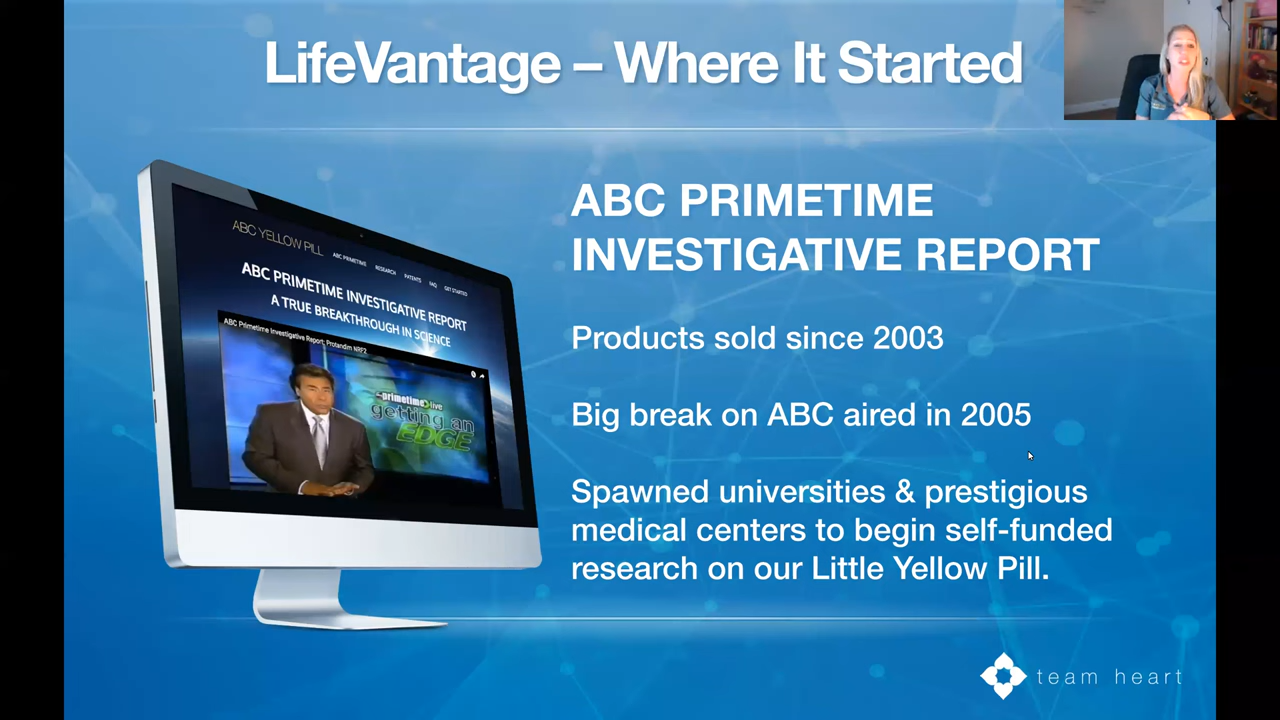 LifeVantage – Where It Started
ABC YELLOW PILL
ABC PRIMETIME
RESEARCH
PATENTS
FAQ
GET STARTED
ABC PRIMETIME INVESTIGATIVE REPORT
A TRUE BREAKTHROUGH IN SCIENCE
ABC Primetime Investigative Report: Protandim NRF2
primetime live
getting an
EDGE
ABC PRIMETIME
INVESTIGATIVE REPORT
Products sold since 2003
Big break on ABC aired in 2005
Spawned universities & prestigious
medical centers to begin self-funded
research on our Little Yellow Pill.
team heart